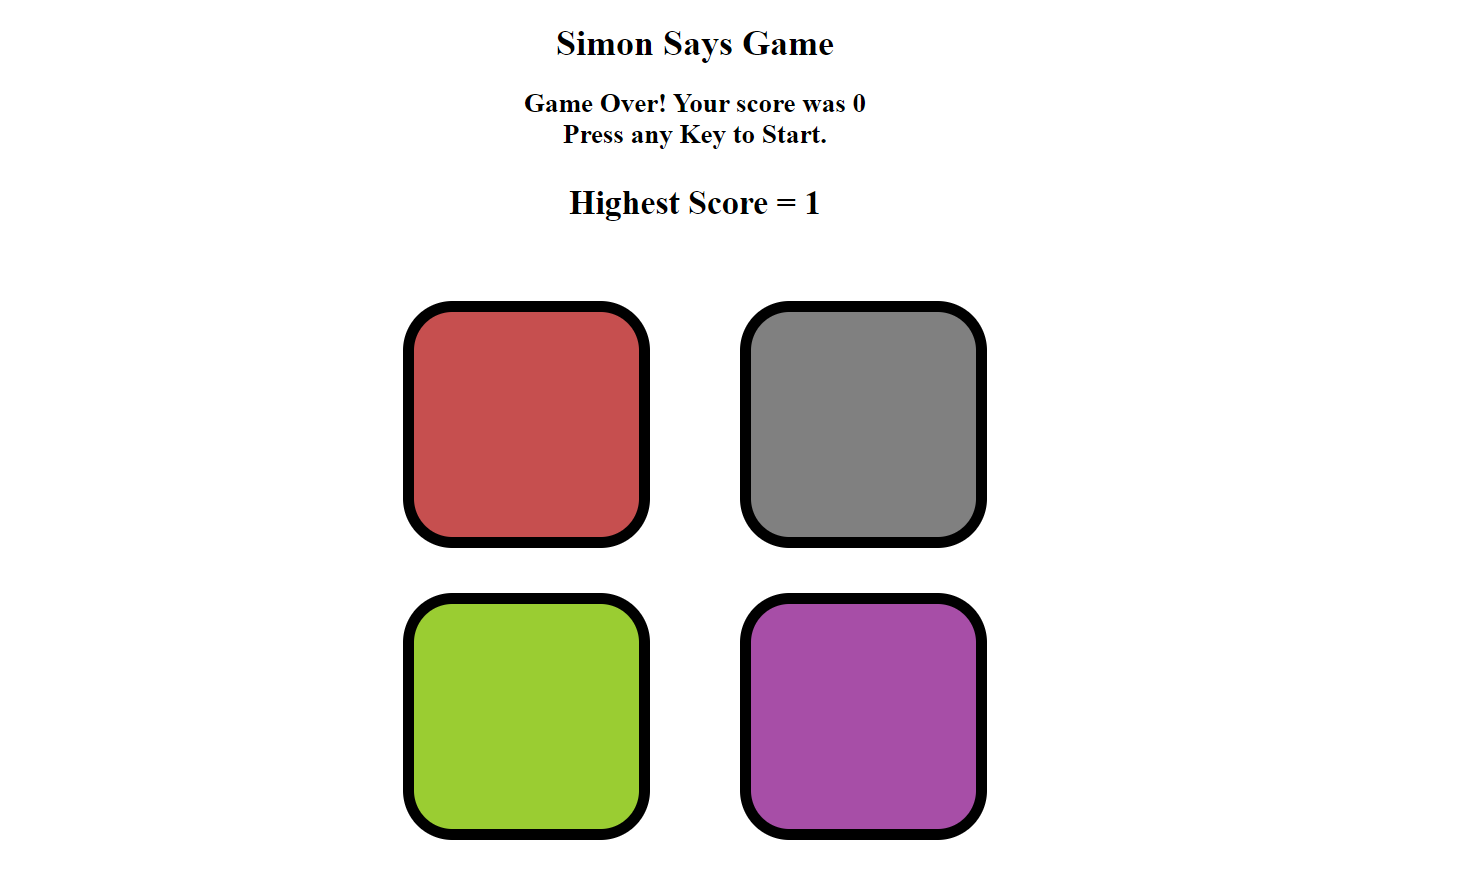 Simon Says Game
Game Over! Your score was 0
Press any Key to Start.
Highest Score = 1